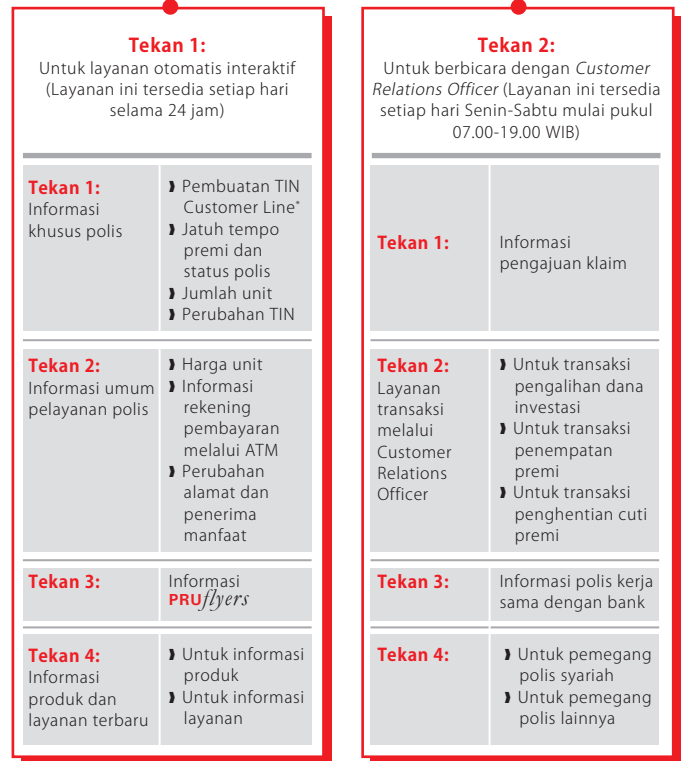 Tekan 1:
Untuk layanan otomatis interaktif
(Layanan ini tersedia setiap hari
selama 24 jam)
Tekan 1:
Informasi
khusus polis
❱ Pembuatan TIN
Customer Line*
❱ Jatuh tempo
premi dan
status polis
❱ Jumlah unit
❱ Perubahan TIN
Tekan 2:
Informasi umum
pelayanan polis
❱ Harga unit
❱ Informasi
rekening
pembayaran
melalui ATM
❱ Perubahan
alamat dan
penerima
manfaat
Tekan 3:
Informasi
PRUflyers
Tekan 4:
Informasi
produk dan
layanan terbaru
❱ Untuk informasi
produk
❱ Untuk informasi
layanan
Tekan 2:
Untuk berbicara dengan Customer
Relations Officer (Layanan ini tersedia
setiap hari Senin-Sabtu mulai pukul
07.00-19.00 WIB)
Tekan 1:
Informasi
pengajuan klaim
Tekan 2:
Layanan
transaksi
melalui
Customer
Relations
Officer
❱ Untuk transaksi
pengalihan dana
investasi
❱ Untuk transaksi
penempatan
premi
❱ Untuk transaksi
penghentian cuti
premi
Tekan 3:
Informasi polis kerja
sama dengan bank
Tekan 4:
❱ Untuk pemegang
polis syariah
❱ Untuk pemegang
polis lainnya